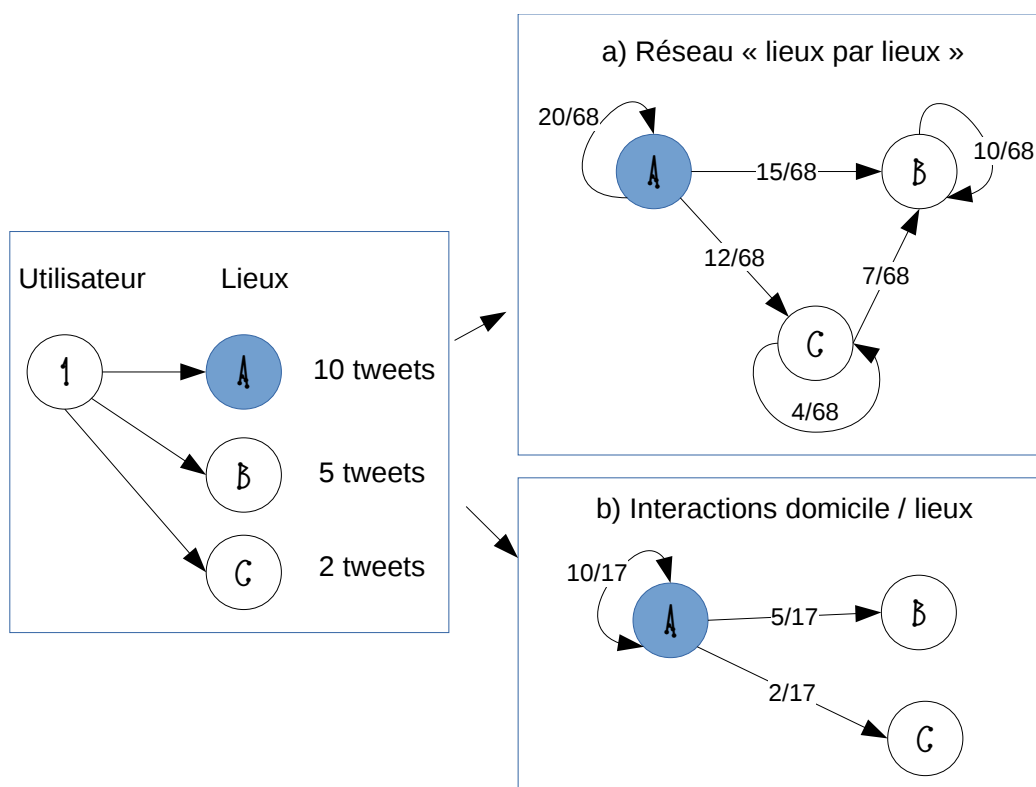 Utilisateur Lieux
1 A 10 tweets
B 5 tweets
C 2 tweets
a) Réseau « lieux par lieux »
20/68
10/68
A 15/68 B
12/68
7/68
C
4/68
b) Interactions domicile / lieux
10/17
A 5/17 B
2/17
C